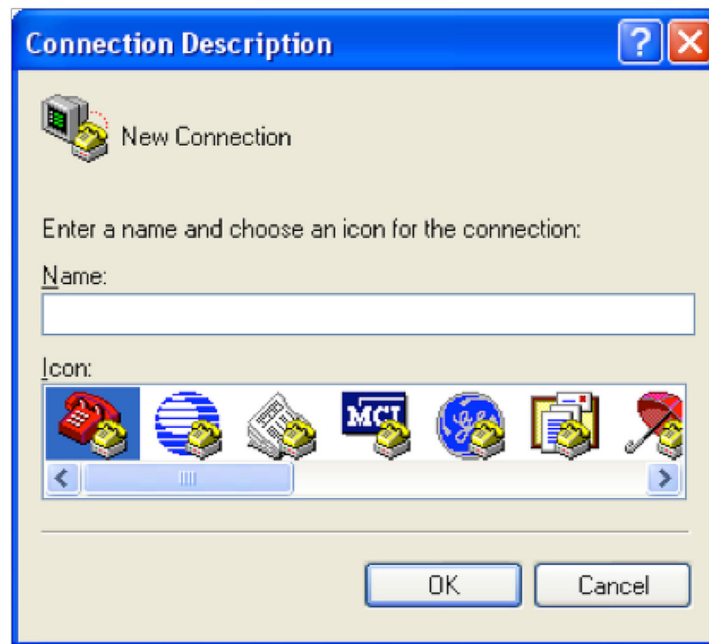 Connection Description
New Connection
Enter a name and choose an icon for the connection:
Name:
Icon:
MCI
OK
Cancel